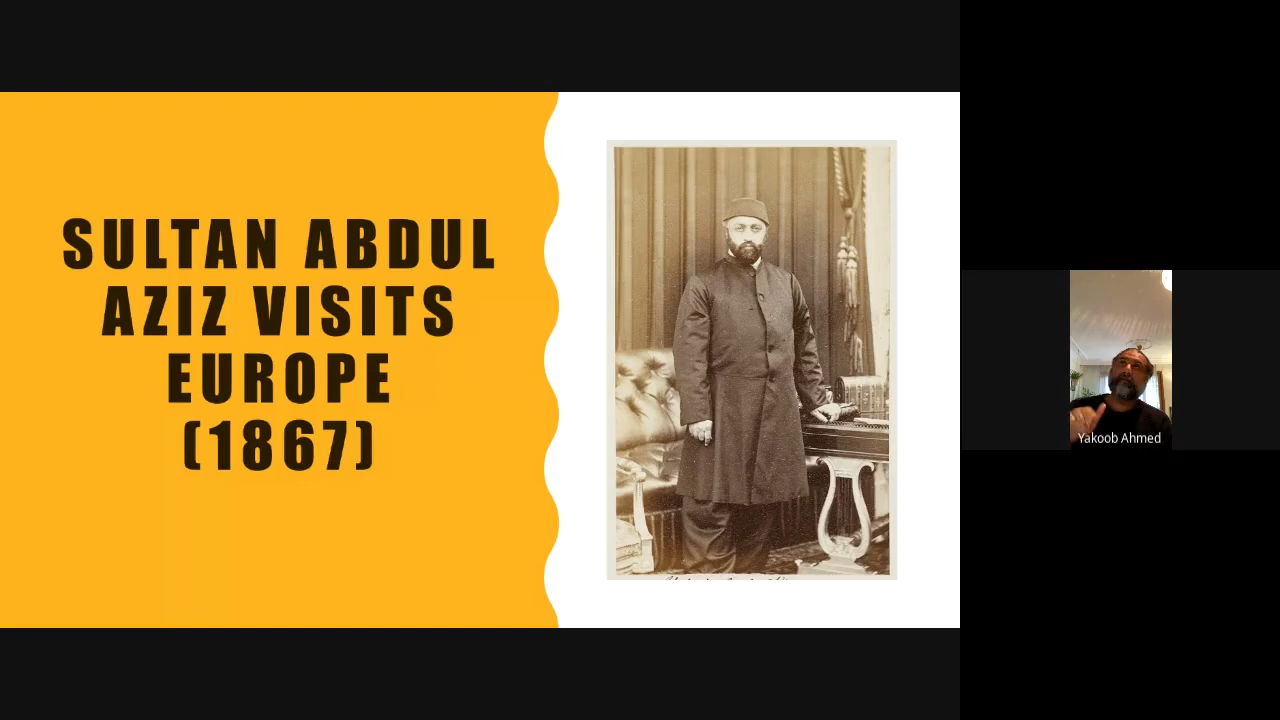 SULTAN ABDUL
AZIZ VISITS
EUROPE
(1867)
Yakoob Ahmed